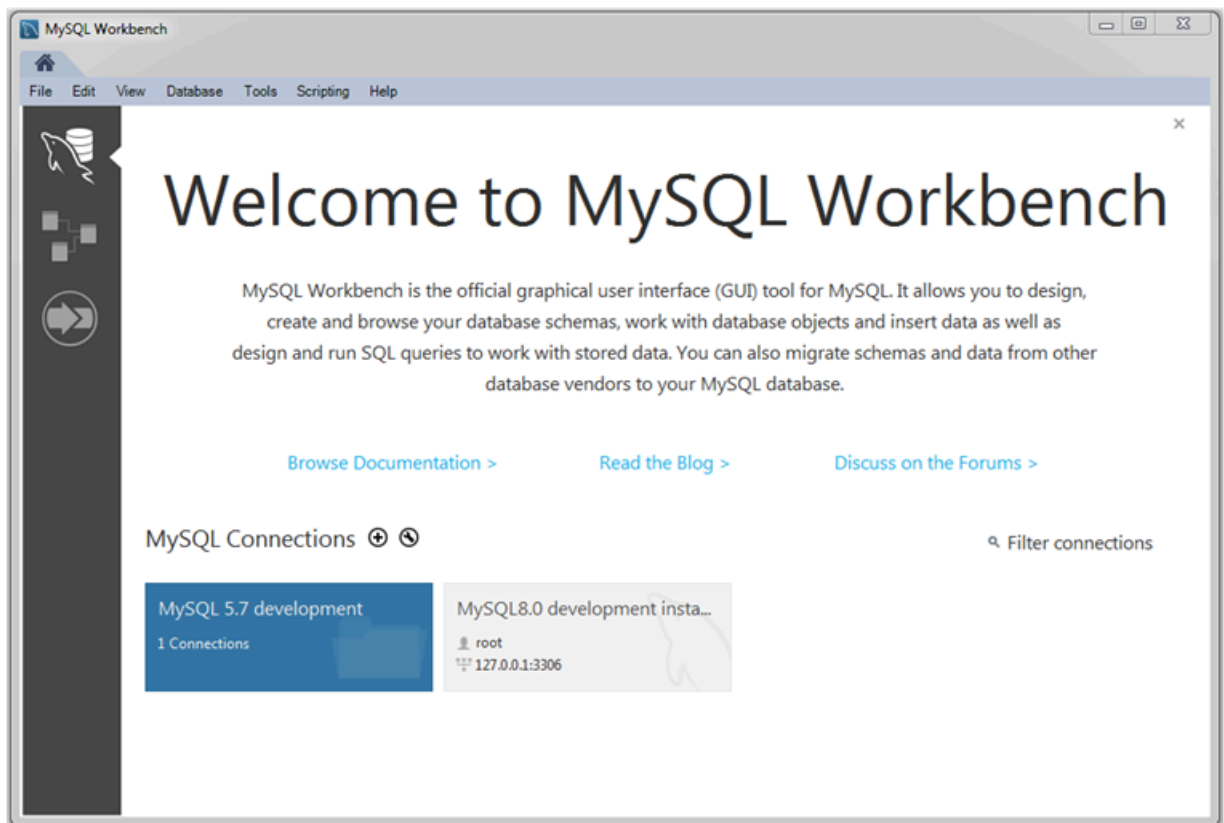 MySQL Workbench
File Edit View Database Tools Scripting Help
Welcome to MySQL Workbench
MySQL Workbench is the official graphical user interface (GUI) tool for MySQL. It allows you to design,
create and browse your database schemas, work with database objects and insert data as well as
design and run SQL queries to work with stored data. You can also migrate schemas and data from other
database vendors to your MySQL database.
Browse Documentation > Read the Blog > Discuss on the Forums >
MySQL Connections
Filter connections
MySQL 5.7 development
1 Connections
MySQL8.0 development insta...
root
127.0.0.1:3306